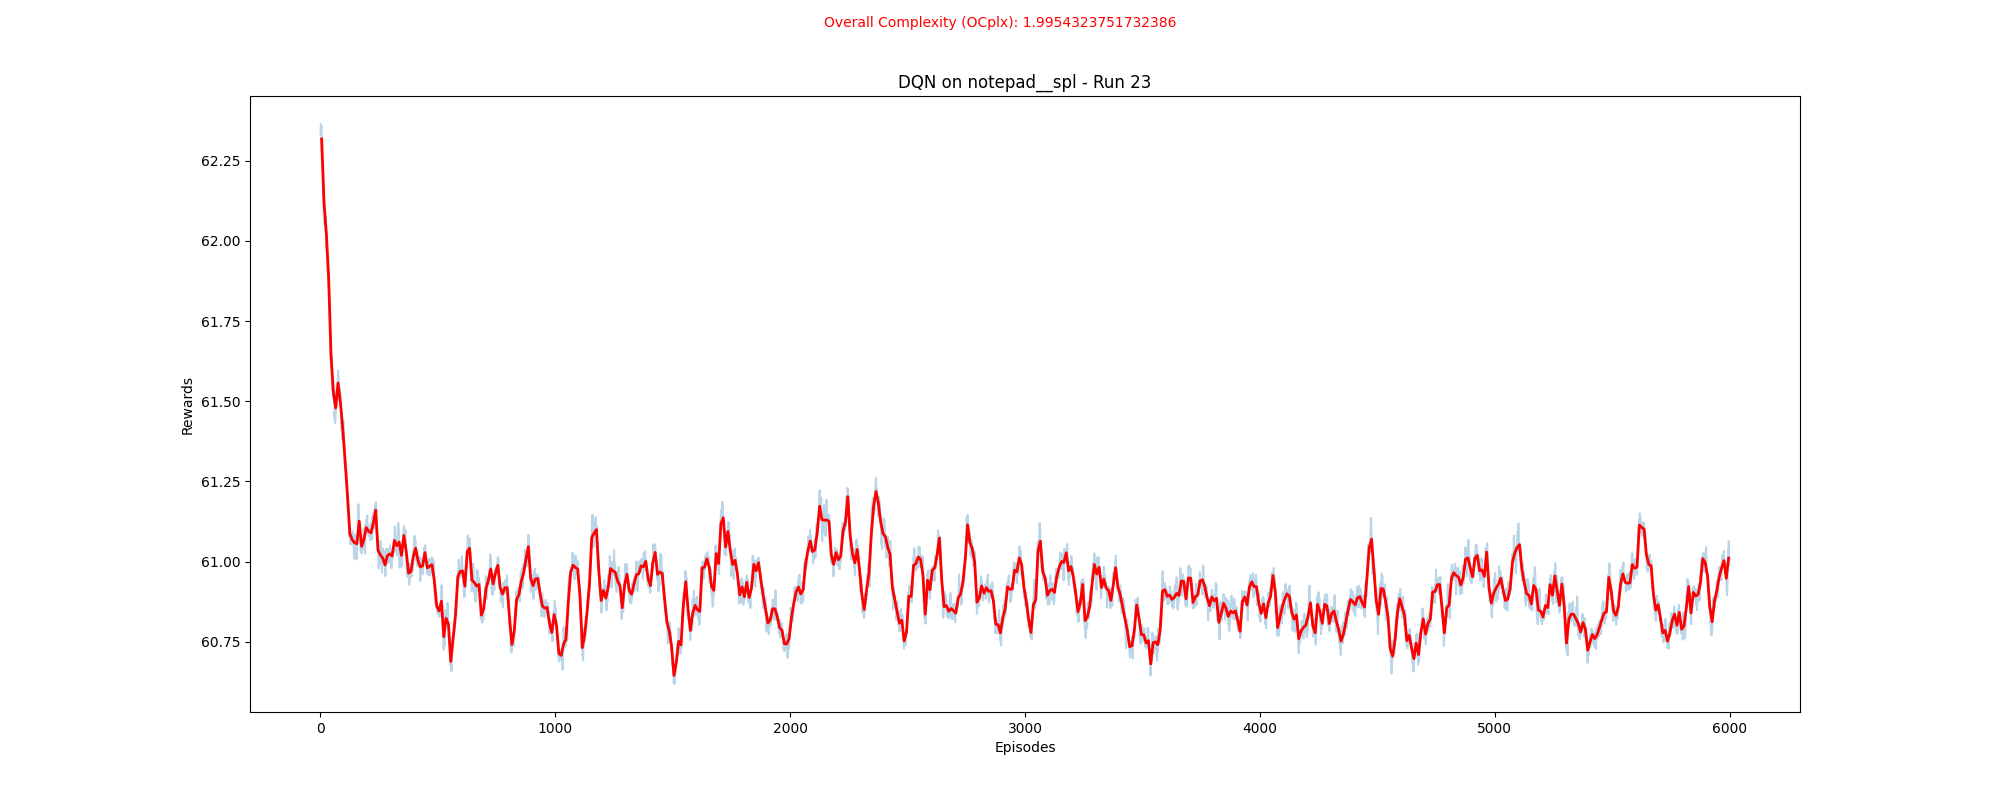 Overall Complexity (OCplx): 1.9954323751732386
DQN on notepad__spl - Run 23
Rewards
62.25
62.00
61.75
61.50
61.25
61.00
60.75
0 1000 2000 3000 4000 5000 6000
Episodes